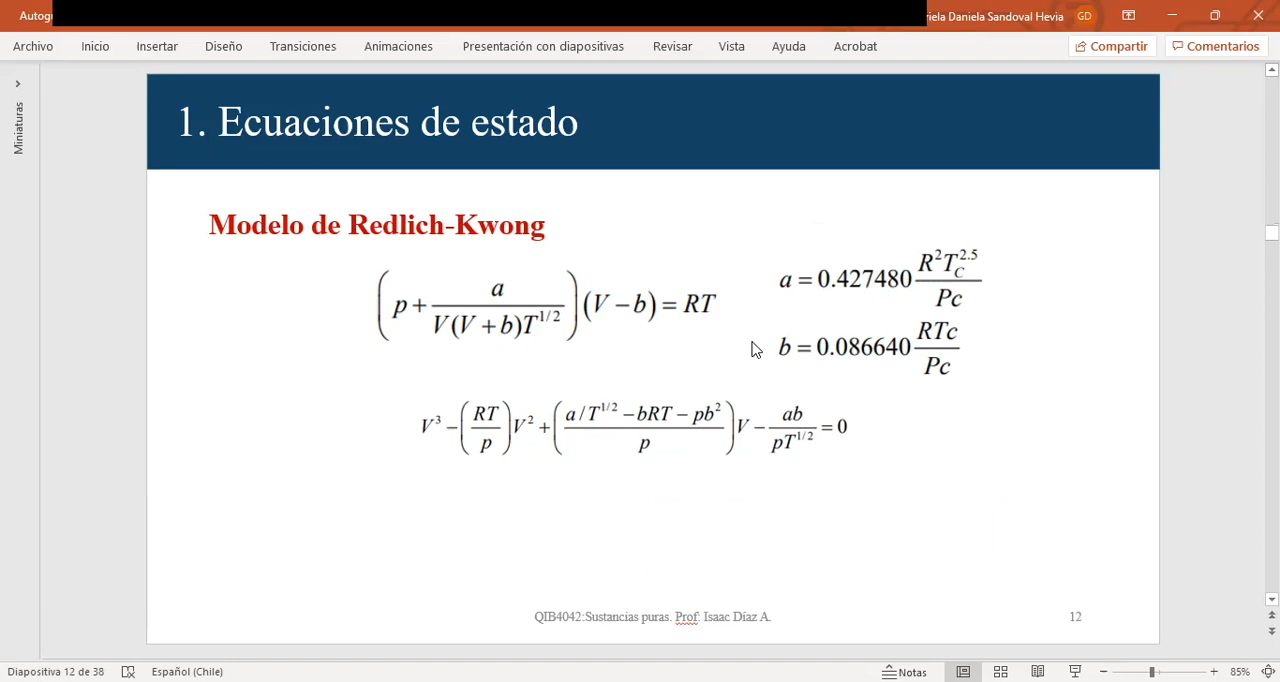 Autog
riela Daniela Sandoval Hevia GD
Archivo Inicio Insertar Diseño Transiciones Animaciones Presentación con diapositivas Revisar Vista Ayuda Acrobat Compartir Comentarios
Miniaturas
1. Ecuaciones de estado
Modelo de Redlich-Kwong
(p + a / (V(V + b)T^{1/2})) (V − b) = RT
a = 0.427480 R^2 T_C^{2.5} / Pc
b = 0.086640 RTc / Pc
V^3 − (RT / p) V^2 + ((a / T^{1/2} − bRT − pb^2) / p) V − ab / (pT^{1/2}) = 0
QIB4042:Sustancias puras. Prof: Isaac Díaz A.
12
Diapositiva 12 de 38 Español (Chile) Notas 85%